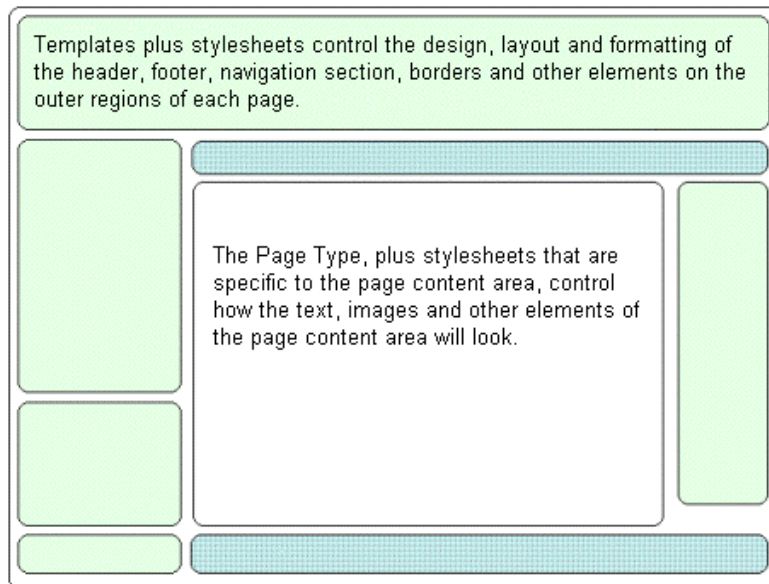 Templates plus stylesheets control the design, layout and formatting of
the header, footer, navigation section, borders and other elements on the
outer regions of each page.
The Page Type, plus stylesheets that are
specific to the page content area, control
how the text, images and other elements of
the page content area will look.